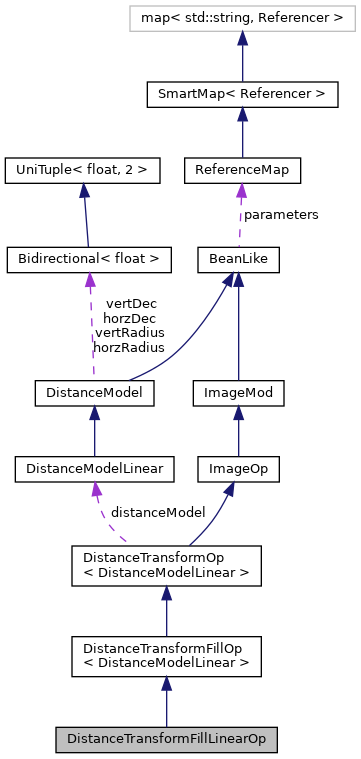 map< std::string, Referencer >
SmartMap< Referencer >
UniTuple< float, 2 >
ReferenceMap
parameters
Bidirectional< float >
BeanLike
vertDec
horzDec
vertRadius
horzRadius
DistanceModel
ImageMod
DistanceModelLinear
ImageOp
distanceModel
DistanceTransformOp
< DistanceModelLinear >
DistanceTransformFillOp
< DistanceModelLinear >
DistanceTransformFillLinearOp